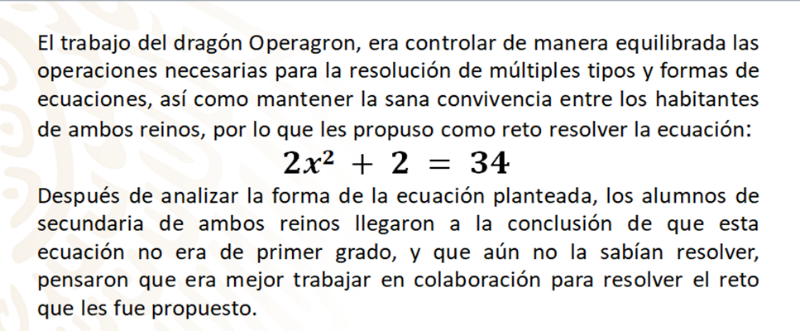 El trabajo del dragón Operagron, era controlar de manera equilibrada las
operaciones necesarias para la resolución de múltiples tipos y formas de
ecuaciones, así como mantener la sana convivencia entre los habitantes
de ambos reinos, por lo que les propuso como reto resolver la ecuación:
2x² + 2 = 34
Después de analizar la forma de la ecuación planteada, los alumnos de
secundaria de ambos reinos llegaron a la conclusión de que esta
ecuación no era de primer grado, y que aún no la sabían resolver,
pensaron que era mejor trabajar en colaboración para resolver el reto
que les fue propuesto.